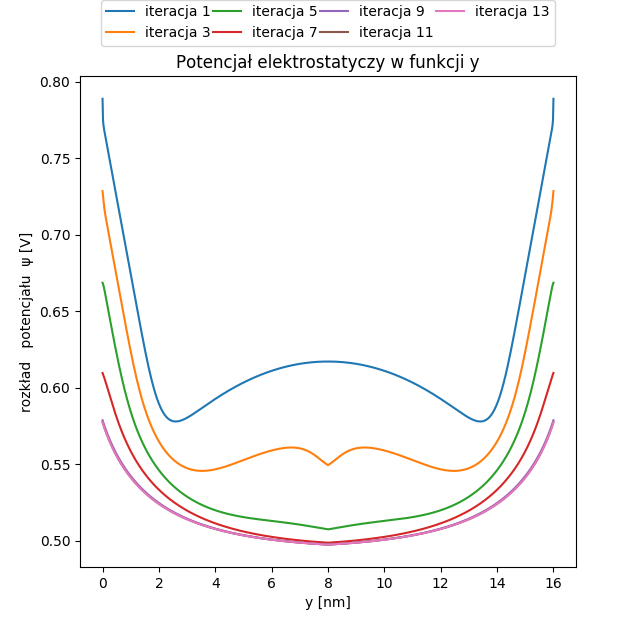 iteracja 1 iteracja 5 iteracja 9 iteracja 13
iteracja 3 iteracja 7 iteracja 11
Potencjał elektrostatyczy w funkcji y
0.80
0.75
0.70
0.65
0.60
0.55
0.50
rozkład potencjału ψ [V]
0 2 4 6 8 10 12 14 16
y [nm]